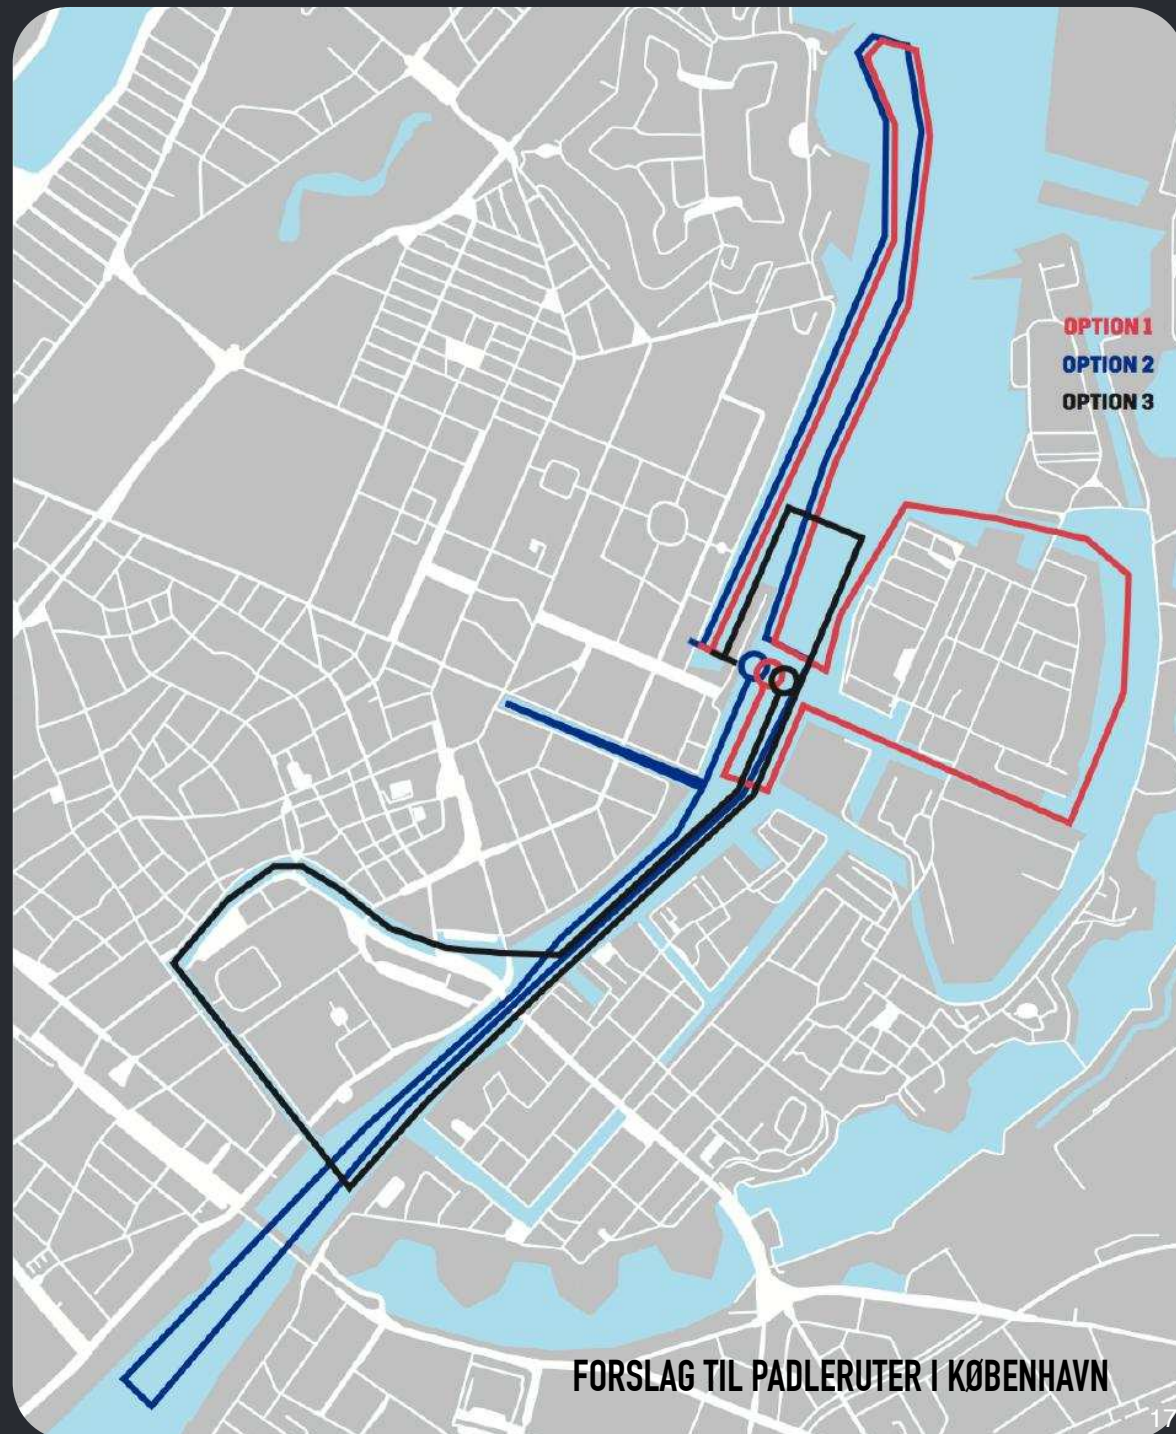 OPTION 1
OPTION 2
OPTION 3
FORSLAG TIL PADLERUTER I KØBENHAVN
17